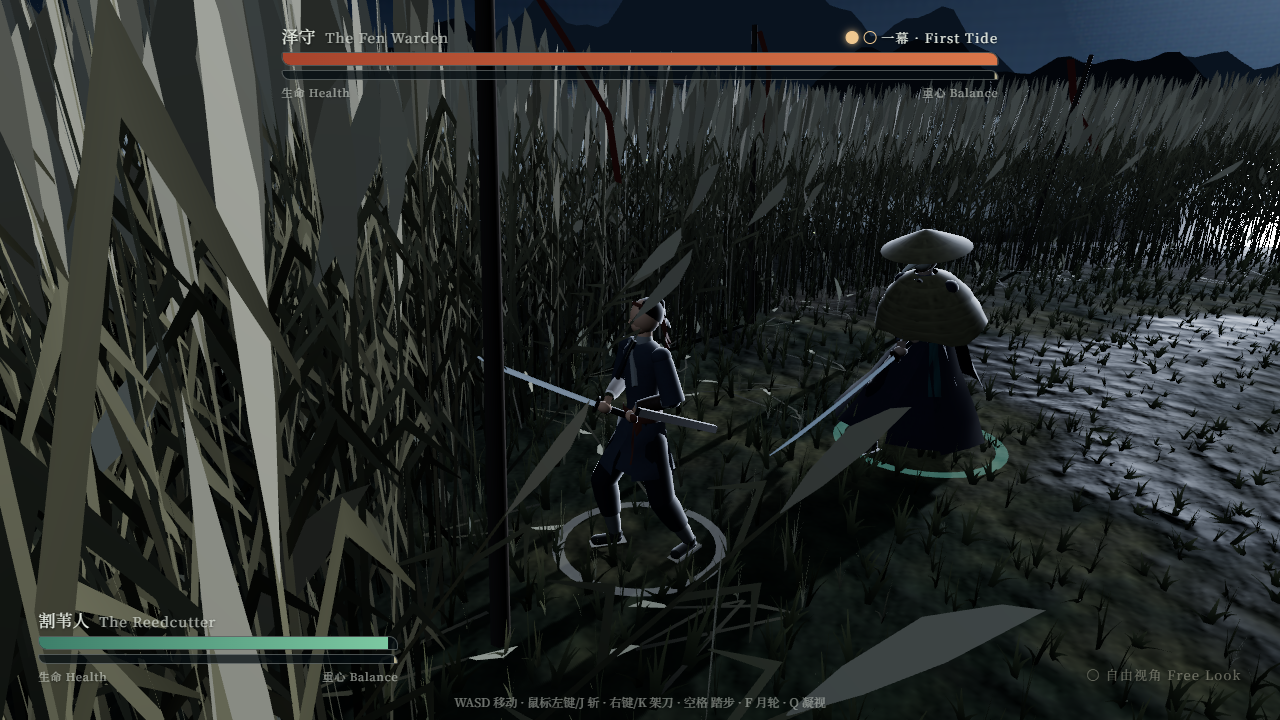 泽守 The Fen Warden
一幕 · First Tide
生命 Health
重心 Balance
割苇人 The Reedcutter
生命 Health
重心 Balance
自由视角 Free Look
WASD 移动 · 鼠标左键/J 斩 · 右键/K 架刀 · 空格 踏步 · F 月轮 · Q 凝视